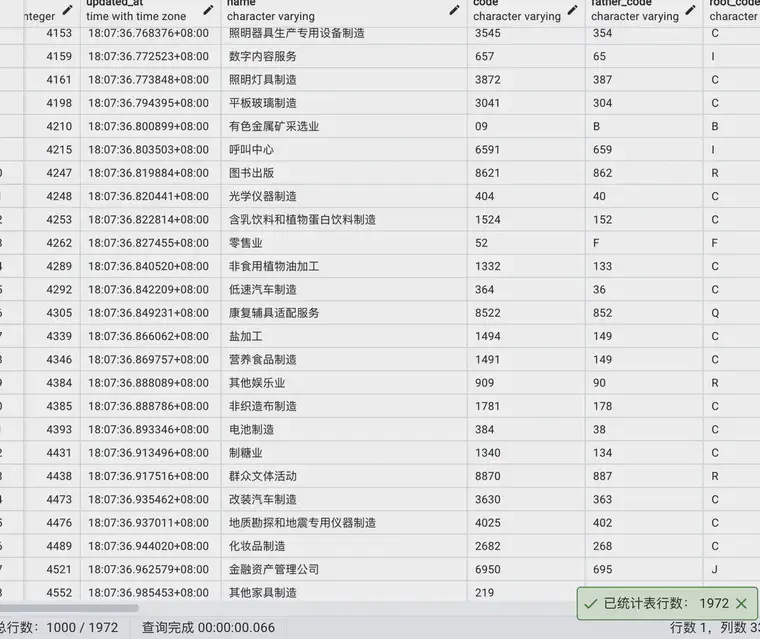 updated_at name code father_code root_code
integer time with time zone character varying character varying character varying character
4153 18:07:36.768376+08:00 照明器具生产专用设备制造 3545 354 C
4159 18:07:36.772523+08:00 数字内容服务 657 65 I
4161 18:07:36.773848+08:00 照明灯具制造 3872 387 C
4198 18:07:36.794395+08:00 平板玻璃制造 3041 304 C
4210 18:07:36.800899+08:00 有色金属矿采选业 09 B B
4215 18:07:36.803503+08:00 呼叫中心 6591 659 I
4247 18:07:36.819884+08:00 图书出版 8621 862 R
4248 18:07:36.820441+08:00 光学仪器制造 404 40 C
4253 18:07:36.822814+08:00 含乳饮料和植物蛋白饮料制造 1524 152 C
4262 18:07:36.827455+08:00 零售业 52 F F
4289 18:07:36.840520+08:00 非食用植物油加工 1332 133 C
4292 18:07:36.842209+08:00 低速汽车制造 364 36 C
4305 18:07:36.849231+08:00 康复辅具适配服务 8522 852 Q
4339 18:07:36.866062+08:00 盐加工 1494 149 C
4346 18:07:36.869757+08:00 营养食品制造 1491 149 C
4384 18:07:36.888089+08:00 其他娱乐业 909 90 R
4385 18:07:36.888786+08:00 非织造布制造 1781 178 C
4393 18:07:36.893346+08:00 电池制造 384 38 C
4431 18:07:36.913496+08:00 制糖业 1340 134 C
4438 18:07:36.917516+08:00 群众文体活动 8870 887 R
4473 18:07:36.935462+08:00 改装汽车制造 3630 363 C
4476 18:07:36.937011+08:00 地质勘探和地震专用仪器制造 4025 402 C
4489 18:07:36.944020+08:00 化妆品制造 2682 268 C
4521 18:07:36.962579+08:00 金融资产管理公司 6950 695 J
4552 18:07:36.985453+08:00 其他家具制造 219
已统计表行数: 1972
总行数: 1000 / 1972 查询完成 00:00:00.066 行数 1, 列数 33